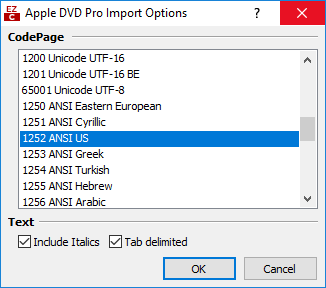 EZ
C
Apple DVD Pro Import Options
?
CodePage
1200 Unicode UTF-16
1201 Unicode UTF-16 BE
65001 Unicode UTF-8
1250 ANSI Eastern European
1251 ANSI Cyrillic
1252 ANSI US
1253 ANSI Greek
1254 ANSI Turkish
1255 ANSI Hebrew
1256 ANSI Arabic
Text
Include Italics Tab delimited
OK Cancel